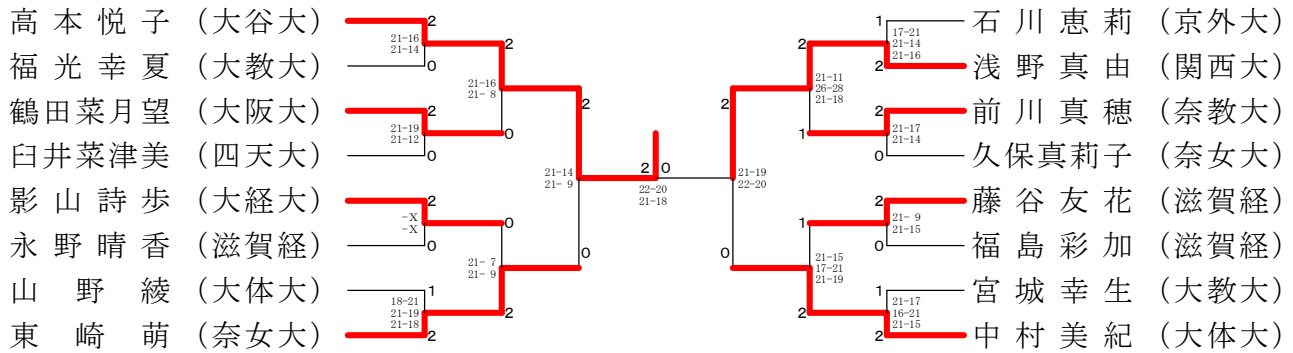 高本悦子（大谷大） 2 1 石川恵莉（京外大）
21-16 2 2 17-21
21-14 21-14
21-16
福光幸夏（大教大） 0 2 浅野真由（関西大）
21-16 2 2 21-11
21- 8 26-28
21-18
鶴田菜月望（大阪大） 2 2 前川真穂（奈教大）
21-19 0 1 21-17
21-12 21-14
臼井菜津美（四天大） 0 0 久保真莉子（奈女大）
21-14 2 0 21-19
21- 9 22-20 22-20
21-18
影山詩歩（大経大） 2 2 藤谷友花（滋賀経）
-X 0 1 21- 9
-X 21-15
永野晴香（滋賀経） 0 0 福島彩加（滋賀経）
21- 7 0 0 21-15
21- 9 17-21
21-19
山野綾（大体大） 1 1 宮城幸生（大教大）
18-21 2 2 21-17
21-19 16-21
21-18 21-15
東崎萌（奈女大） 2 2 中村美紀（大体大）